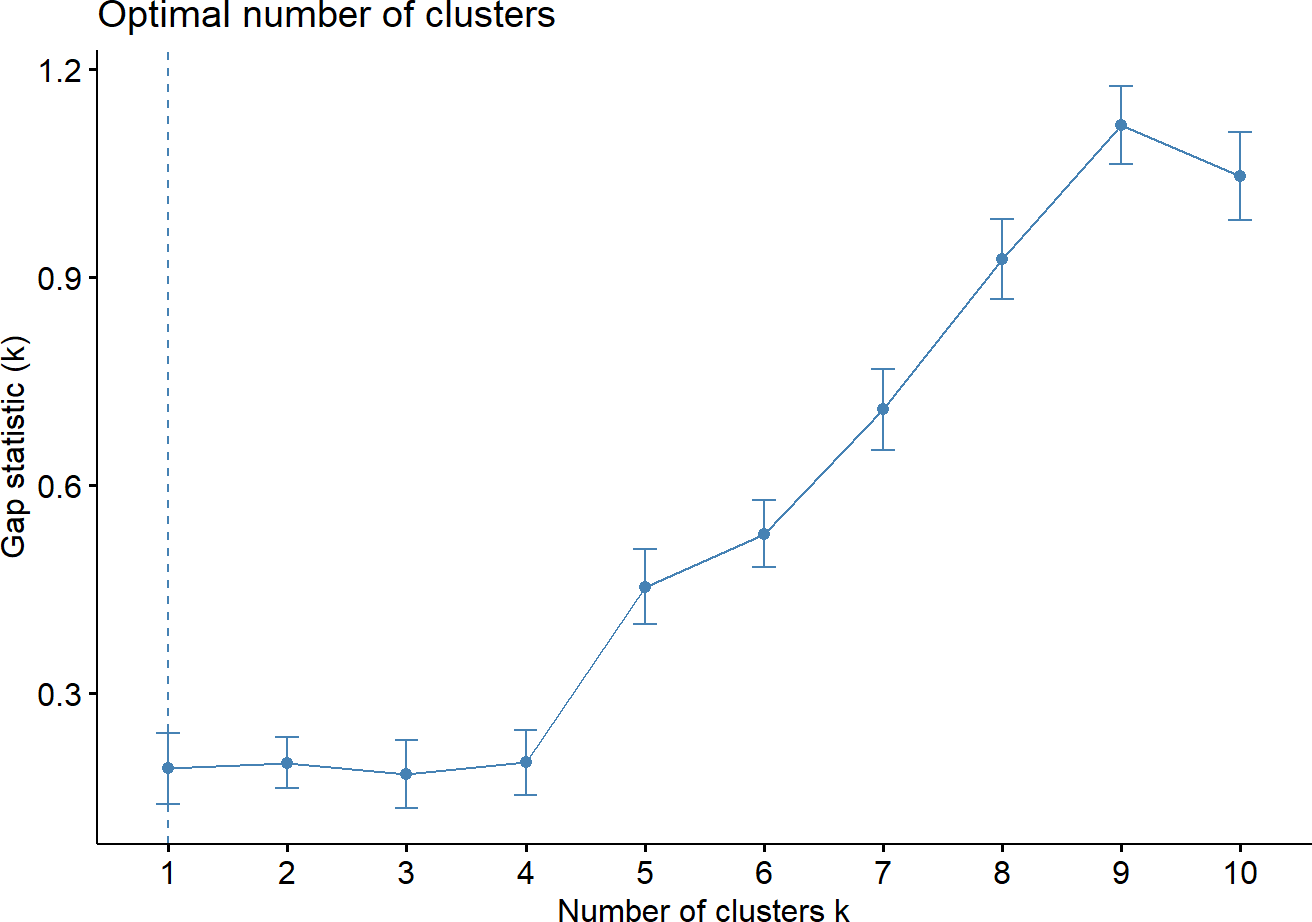 Optimal number of clusters
1.2
0.9
0.6
0.3
Gap statistic (k)
1 2 3 4 5 6 7 8 9 10
Number of clusters k